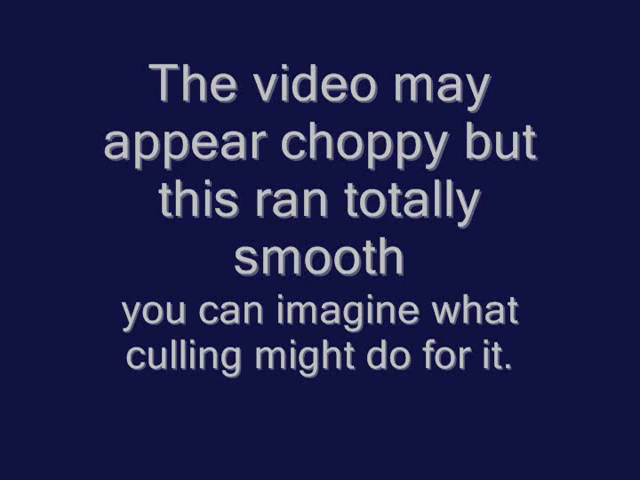 The video may
appear choppy but
this ran totally
smooth
you can imagine what
culling might do for it.